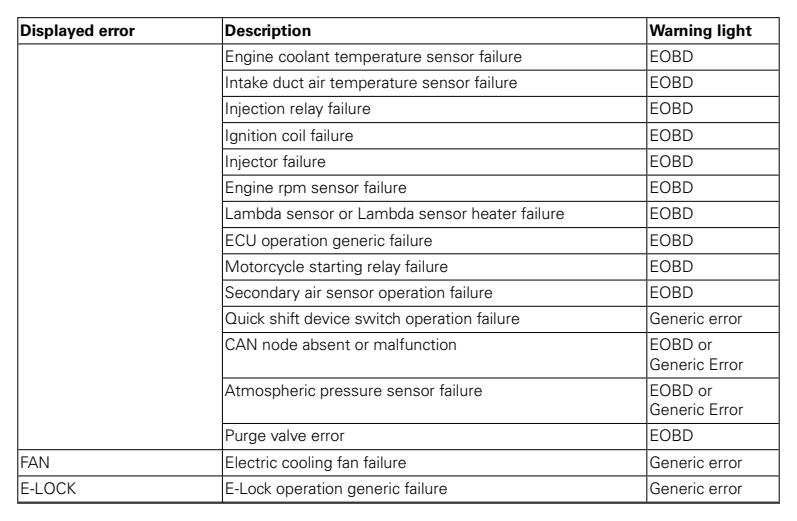 Displayed error Description Warning light
Engine coolant temperature sensor failure EOBD
Intake duct air temperature sensor failure EOBD
Injection relay failure EOBD
Ignition coil failure EOBD
Injector failure EOBD
Engine rpm sensor failure EOBD
Lambda sensor or Lambda sensor heater failure EOBD
ECU operation generic failure EOBD
Motorcycle starting relay failure EOBD
Secondary air sensor operation failure EOBD
Quick shift device switch operation failure Generic error
CAN node absent or malfunction EOBD or
Generic Error
Atmospheric pressure sensor failure EOBD or
Generic Error
Purge valve error EOBD
FAN Electric cooling fan failure Generic error
E-LOCK E-Lock operation generic failure Generic error